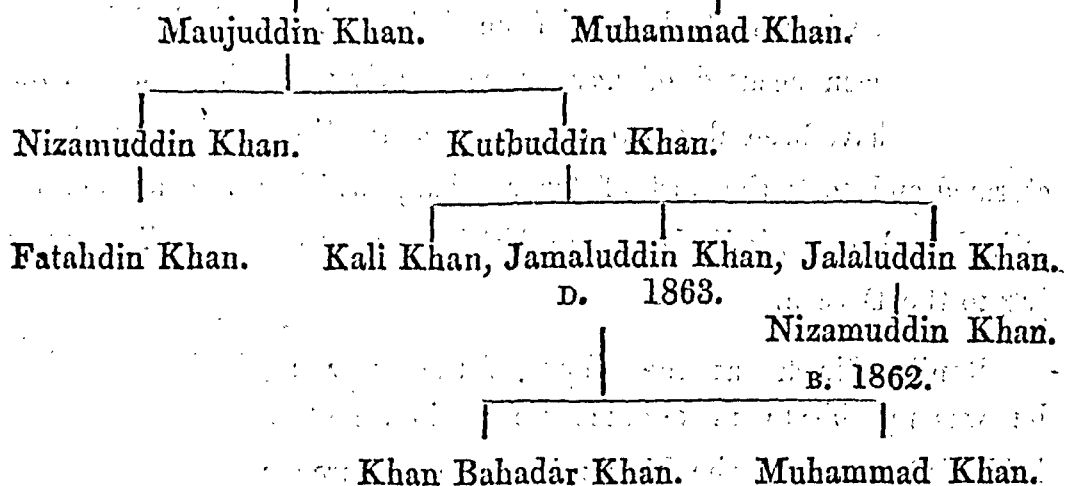 Maujuddin Khan. Muhammad Khan.
Nizamuddin Khan. Kutbuddin Khan.
Fatahdin Khan. Kali Khan, Jamaluddin Khan, Jalaluddin Khan.
D. 1863.
Nizamuddin Khan.
B. 1862.
Khan Bahadar Khan. Muhammad Khan.